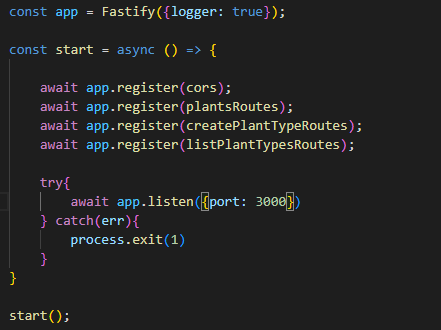 const app = Fastify({logger: true});
const start = async () => {
await app.register(cors);
await app.register(plantsRoutes);
await app.register(createPlantTypeRoutes);
await app.register(listPlantTypesRoutes);
try{
await app.listen({port: 3000})
} catch(err){
process.exit(1)
}
}
start();